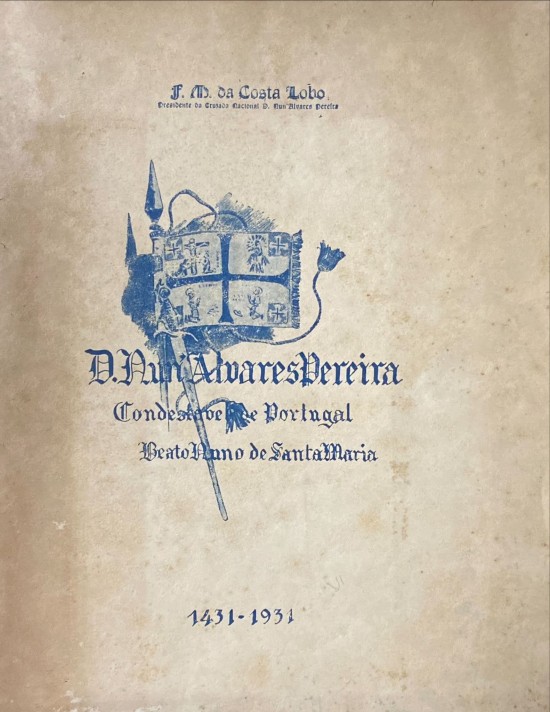 F. M. da Costa Lobo,
Presidente da Cruzada Nacional D. Nun'Alvares Pereira
D. Nun'Alvares Pereira
Condestavel de Portugal
Beato Nuno de Santa Maria
1431-1931